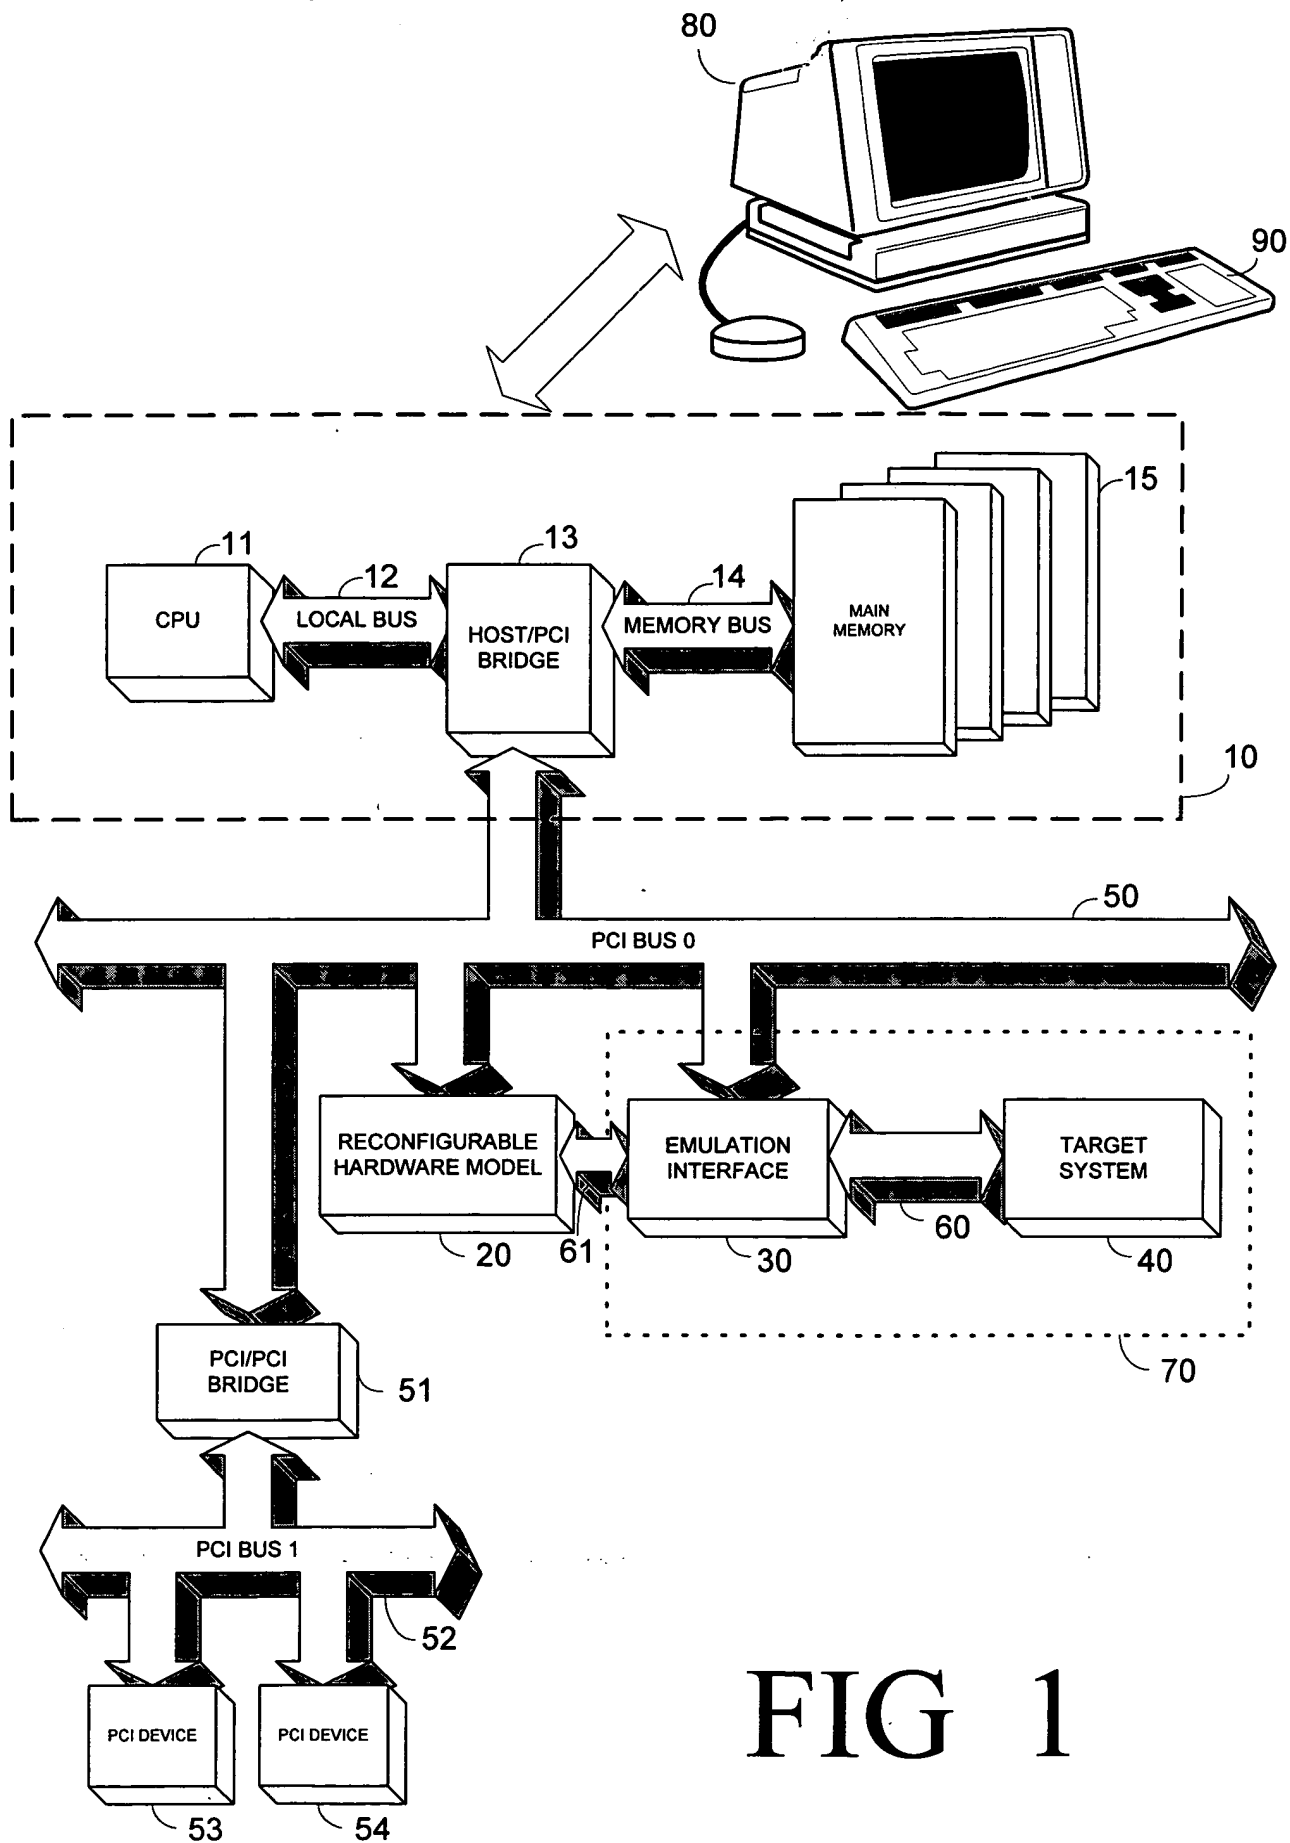 80
90
15
11
12
13
14
CPU
LOCAL BUS
HOST/PCI
BRIDGE
MEMORY BUS
MAIN
MEMORY
10
50
PCI BUS 0
RECONFIGURABLE
HARDWARE MODEL
EMULATION
INTERFACE
TARGET
SYSTEM
20
61
30
60
40
70
PCI/PCI
BRIDGE
51
PCI BUS 1
52
PCI DEVICE
PCI DEVICE
53
54
FIG 1